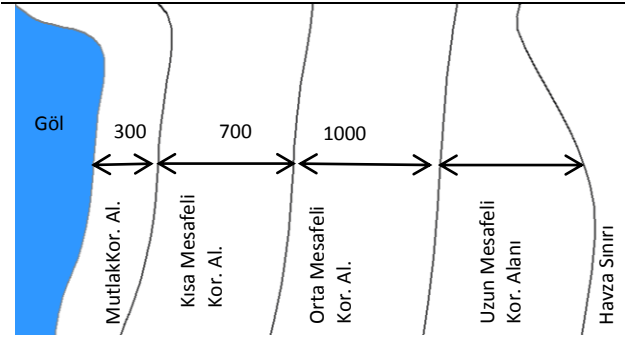 Göl
300
700
1000
MutlakKor. Al.
Kısa Mesafeli
Kor. Al.
Orta Mesafeli
Kor. Al.
Uzun Mesafeli
Kor. Alanı
Havza Sınırı